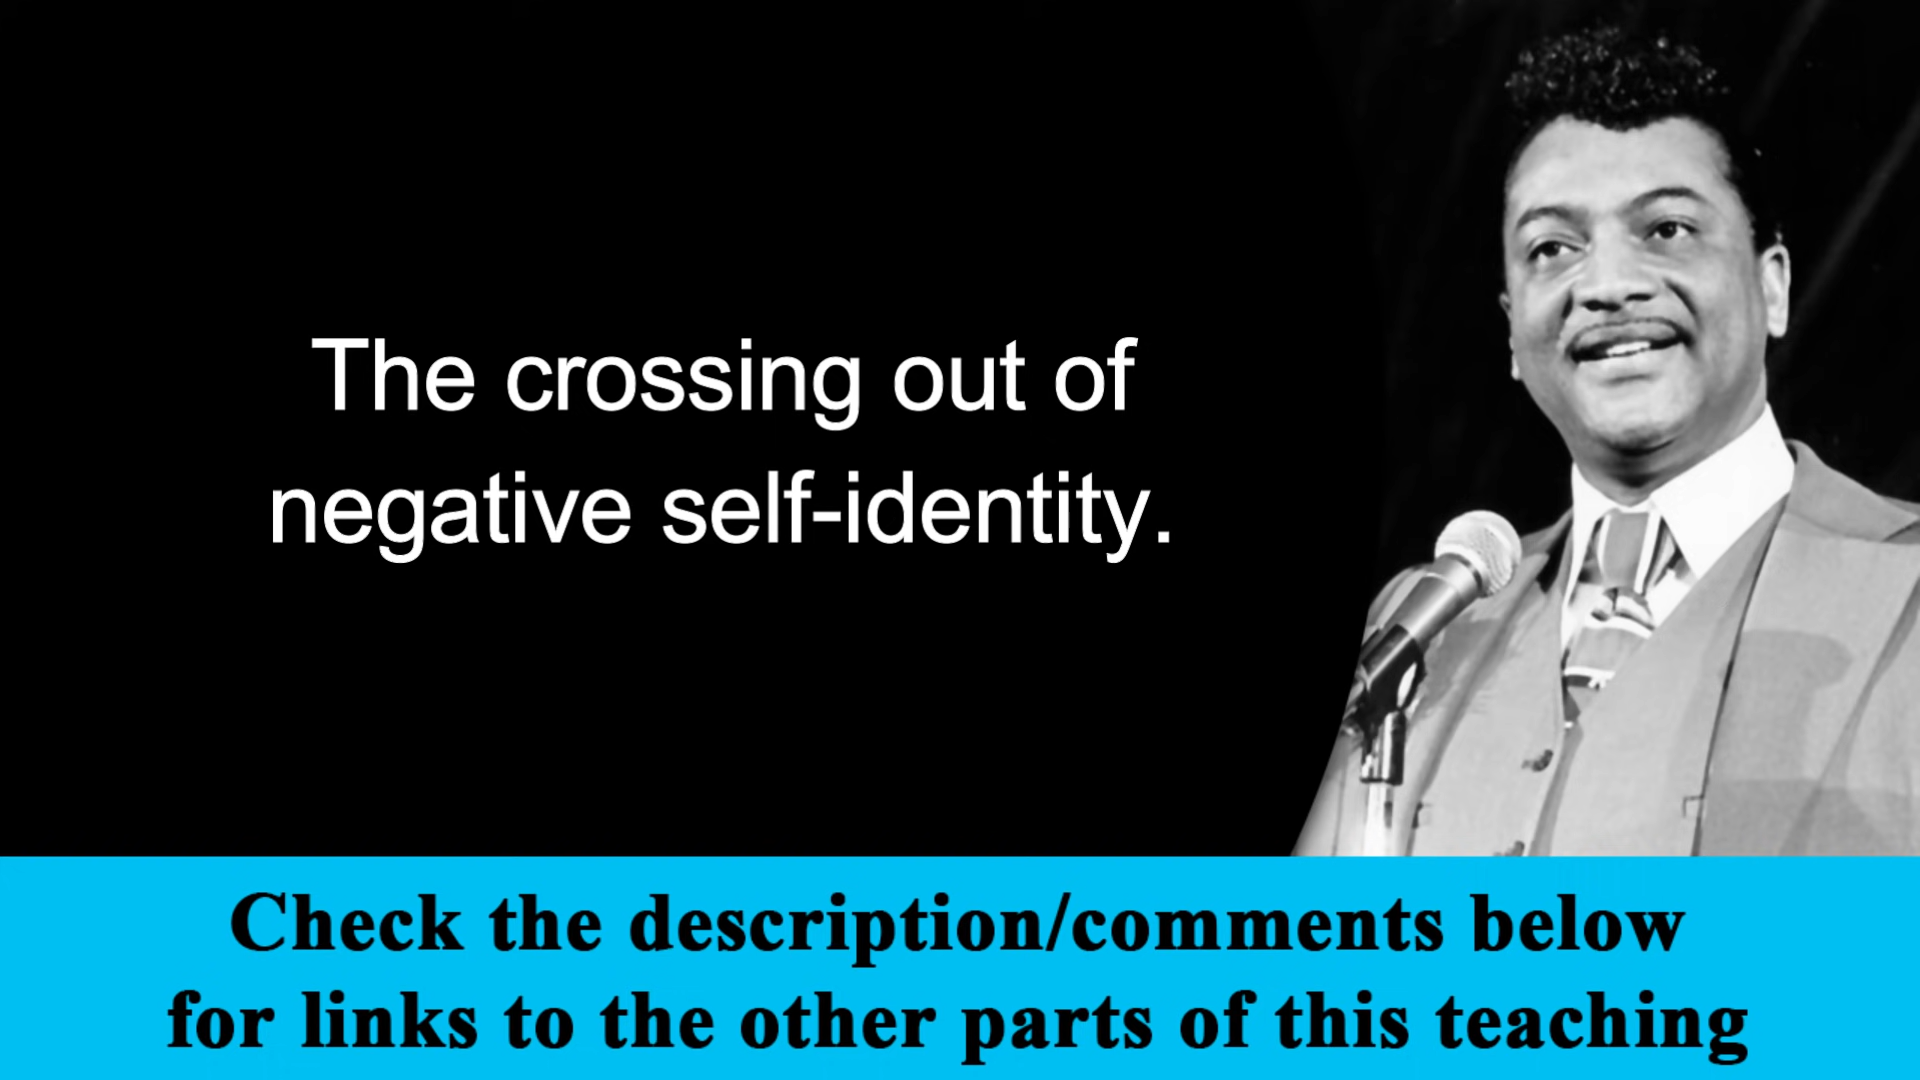 The crossing out of
negative self-identity.
Check the description/comments below
for links to the other parts of this teaching